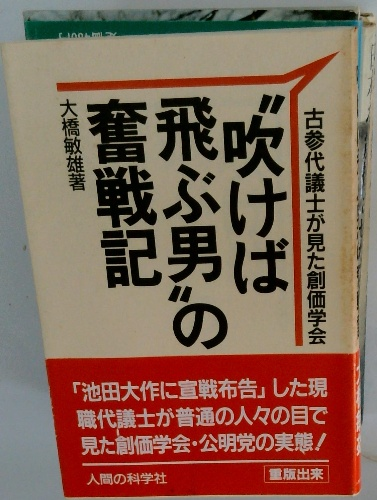 古参代議士が見た創価学会
〝吹けば
飛ぶ男〟の
奮戦記
大橋敏雄著
「池田大作に宣戦布告」した現
職代議士が普通の人々の目で
見た創価学会・公明党の実態!
人間の科学社
重版出来